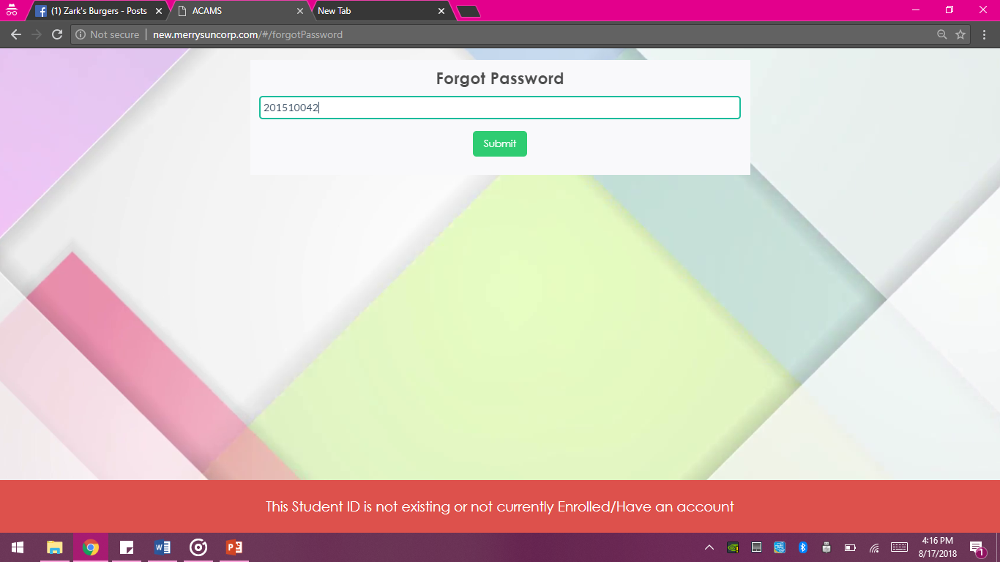 (1) Zark's Burgers - Posts
ACAMS
New Tab
Not secure
new.merrysuncorp.com/#/forgotPassword
Forgot Password
201510042
Submit
This Student ID is not existing or not currently Enrolled/Have an account
4:16 PM
8/17/2018
1